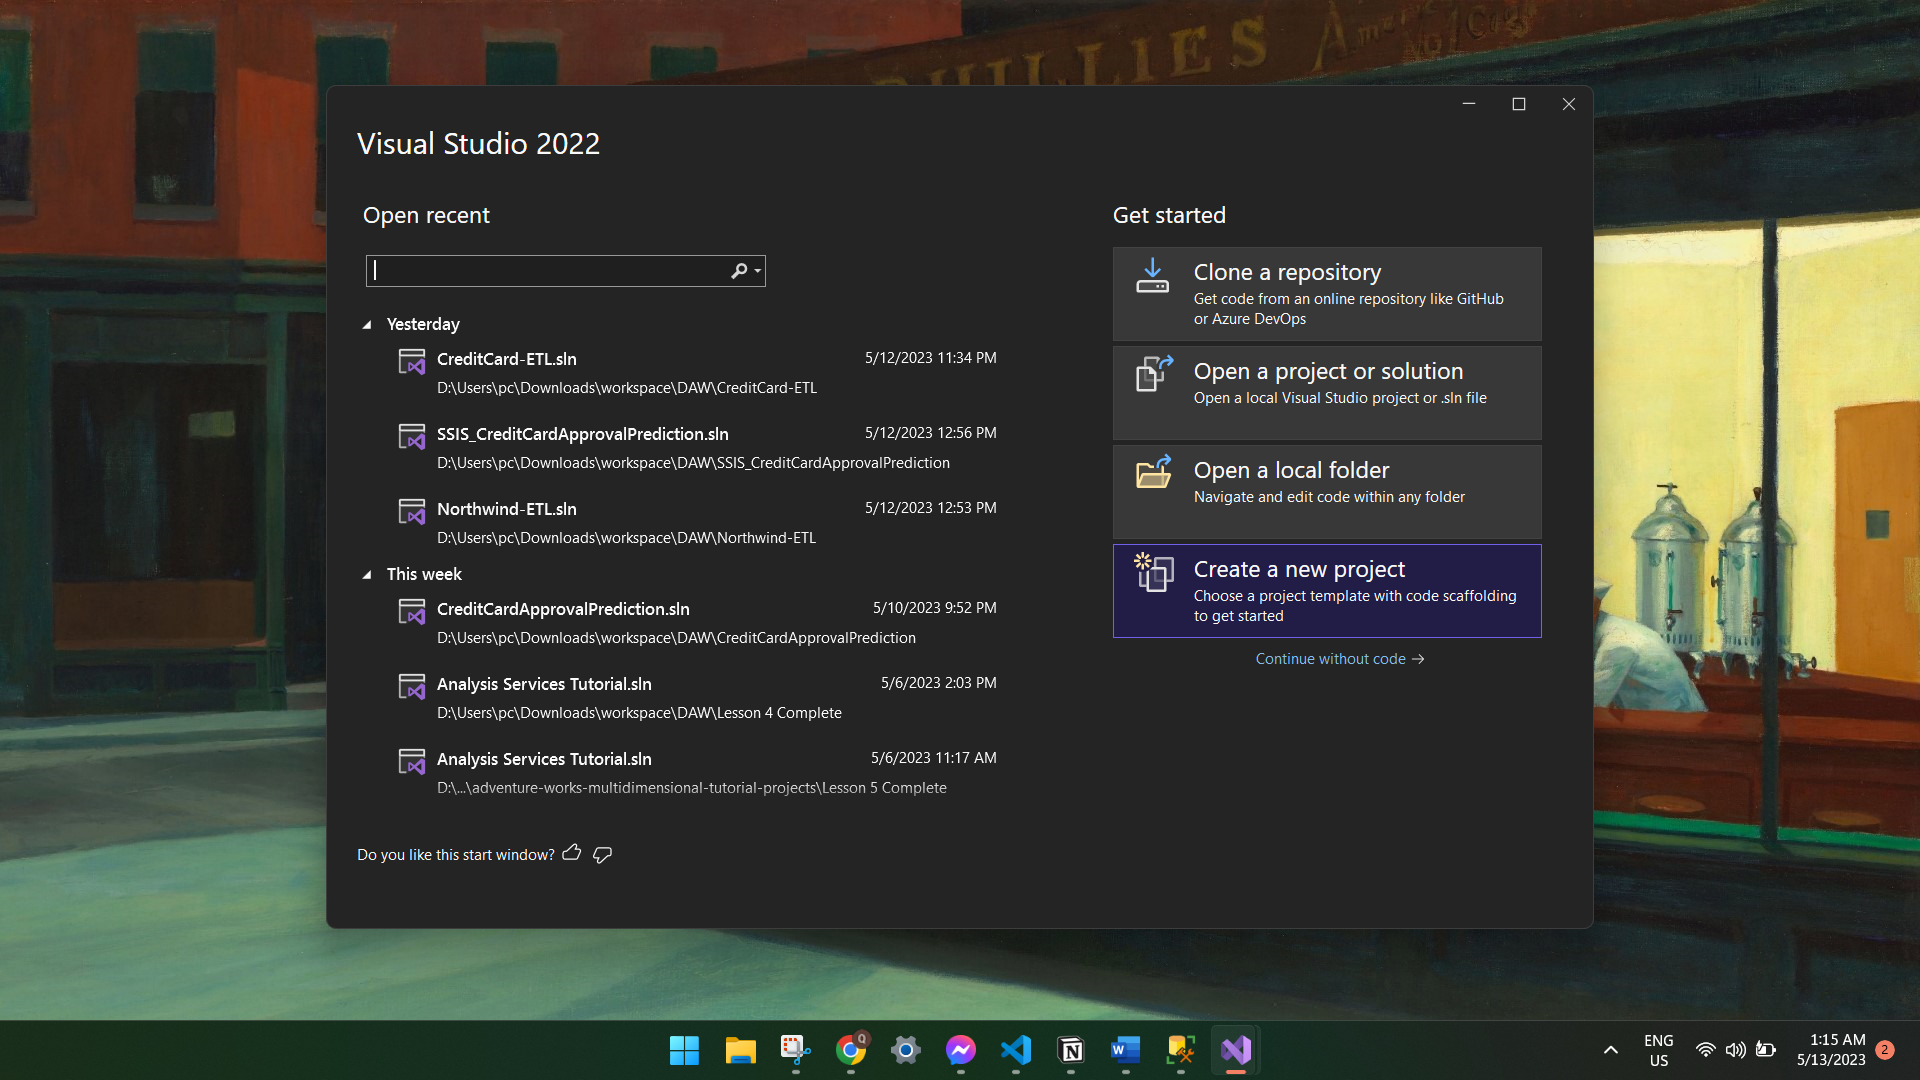 PHILLIES
Visual Studio 2022
Open recent
Yesterday
CreditCard-ETL.sln
5/12/2023 11:34 PM
D:\Users\pc\Downloads\workspace\DAW\CreditCard-ETL
SSIS_CreditCardApprovalPrediction.sln
5/12/2023 12:56 PM
D:\Users\pc\Downloads\workspace\DAW\SSIS_CreditCardApprovalPrediction
Northwind-ETL.sln
5/12/2023 12:53 PM
D:\Users\pc\Downloads\workspace\DAW\Northwind-ETL
This week
CreditCardApprovalPrediction.sln
5/10/2023 9:52 PM
D:\Users\pc\Downloads\workspace\DAW\CreditCardApprovalPrediction
Analysis Services Tutorial.sln
5/6/2023 2:03 PM
D:\Users\pc\Downloads\workspace\DAW\Lesson 4 Complete
Analysis Services Tutorial.sln
5/6/2023 11:17 AM
D:\...\adventure-works-multidimensional-tutorial-projects\Lesson 5 Complete
Do you like this start window?
Get started
Clone a repository
Get code from an online repository like GitHub
or Azure DevOps
Open a project or solution
Open a local Visual Studio project or .sln file
Open a local folder
Navigate and edit code within any folder
Create a new project
Choose a project template with code scaffolding
to get started
Continue without code →
Q
N
W
ENG
US
1:15 AM
5/13/2023
2